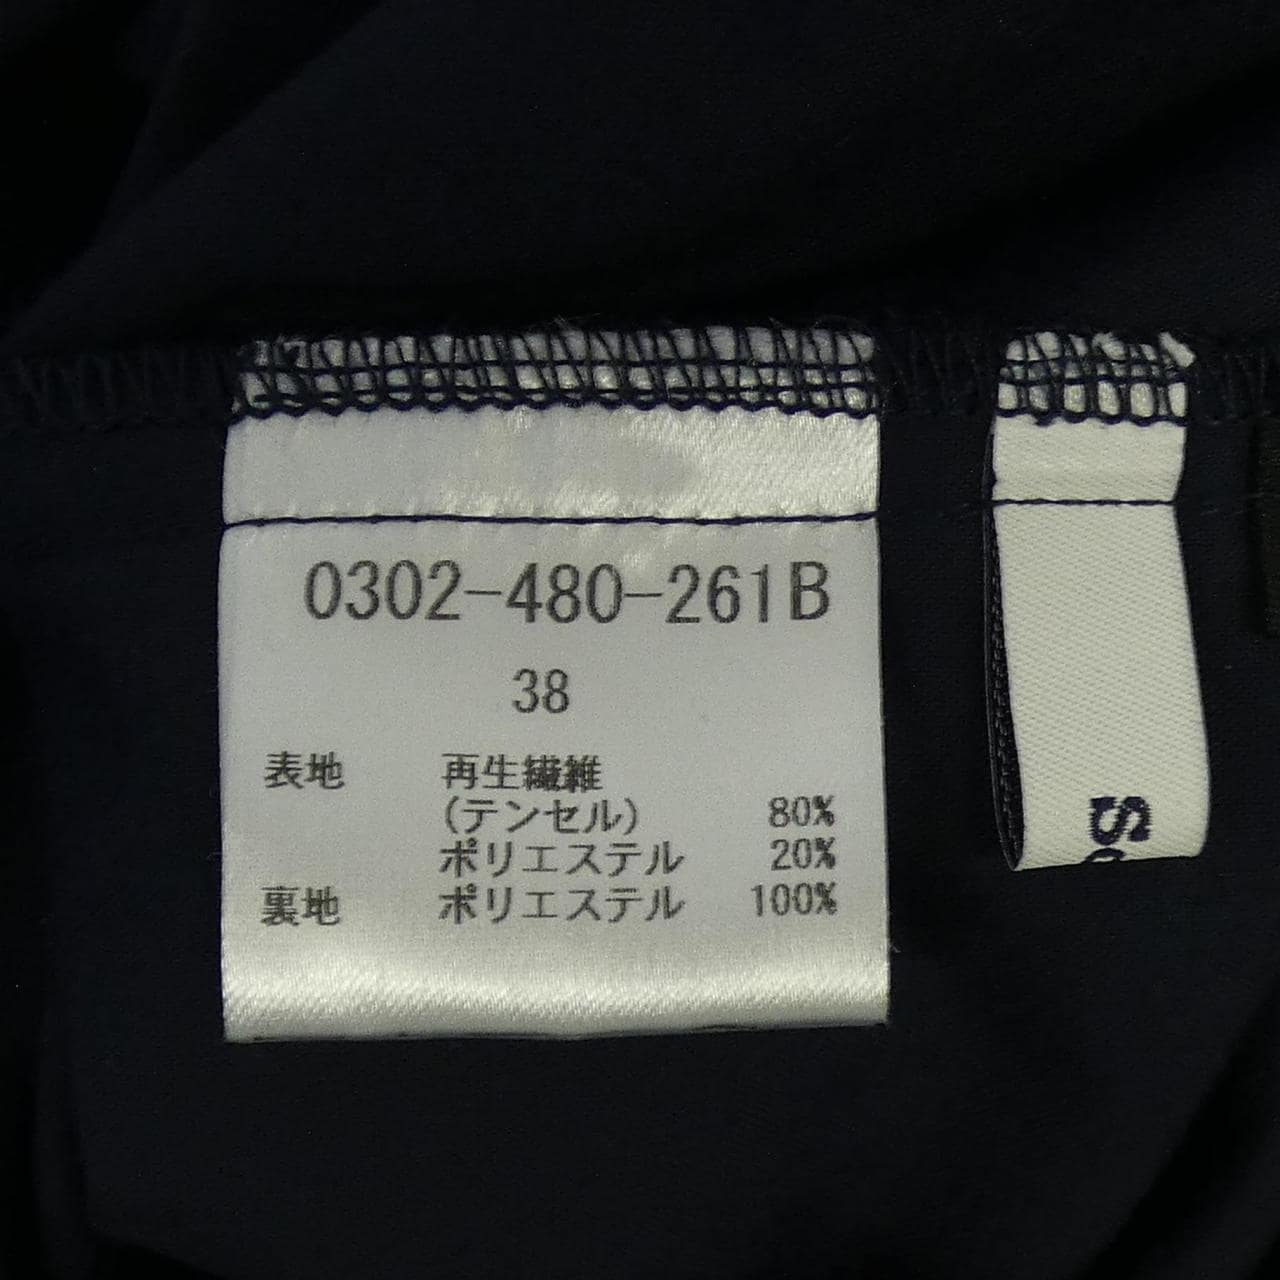 0302-480-261B
38
表地 再生繊維
(テンセル) 80%
ポリエステル 20%
裏地 ポリエステル 100%